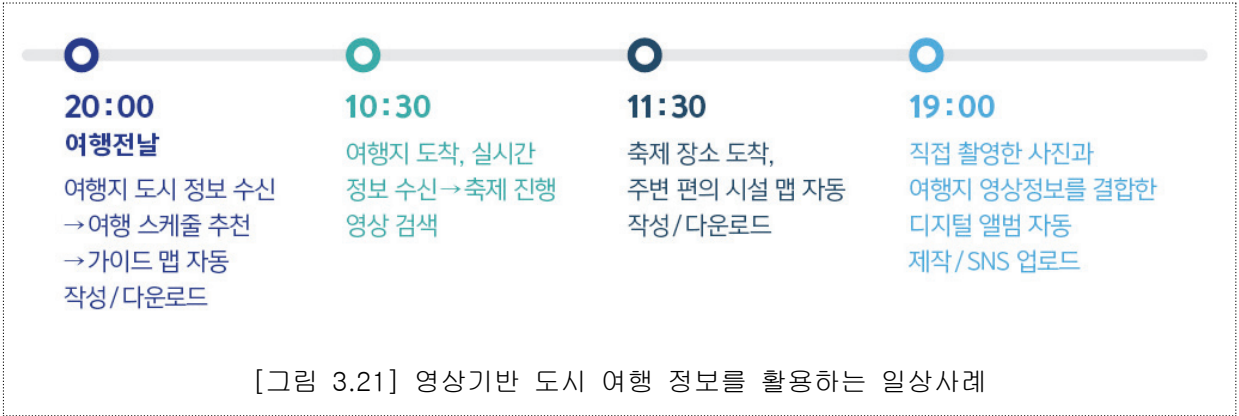 20:00
여행전날
여행지 도시 정보 수신
→여행 스케줄 추천
→가이드 맵 자동
작성/다운로드
10:30
여행지 도착, 실시간
정보 수신→축제 진행
영상 검색
11:30
축제 장소 도착,
주변 편의 시설 맵 자동
작성/다운로드
19:00
직접 촬영한 사진과
여행지 영상정보를 결합한
디지털 앨범 자동
제작/SNS 업로드
[그림 3.21] 영상기반 도시 여행 정보를 활용하는 일상사례